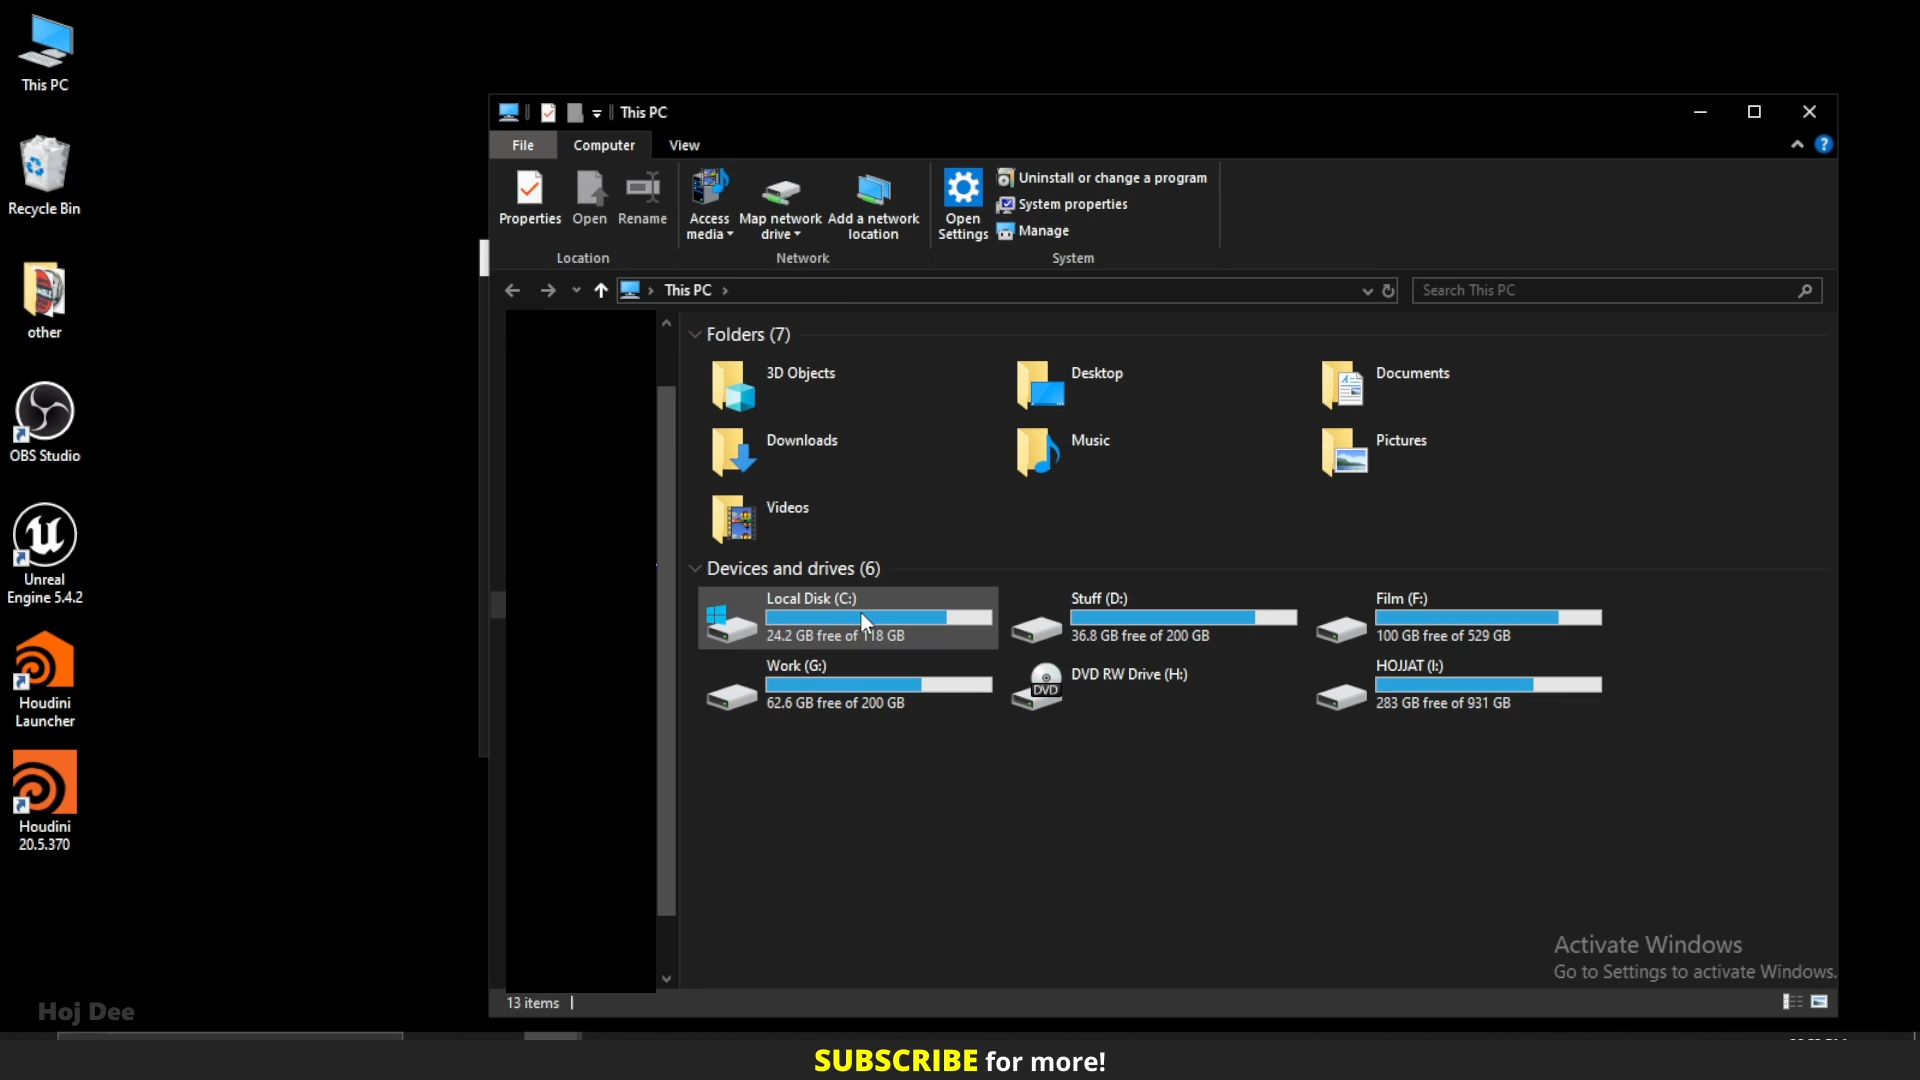 This PC
Recycle Bin
other
OBS Studio
Unreal
Engine 5.4.2
Houdini
Launcher
Houdini
20.5.370
This PC
File
Computer
View
Properties
Open
Rename
Location
Access
media
Map network
drive
Add a network
location
Network
Open
Settings
Uninstall or change a program
System properties
Manage
System
This PC
Search This PC
Folders (7)
3D Objects
Desktop
Documents
Downloads
Music
Pictures
Videos
Devices and drives (6)
Local Disk (C:)
24.2 GB free of 118 GB
Stuff (D:)
36.8 GB free of 200 GB
Film (F:)
100 GB free of 529 GB
Work (G:)
62.6 GB free of 200 GB
DVD
DVD RW Drive (H:)
HOJJAT (I:)
283 GB free of 931 GB
Activate Windows
Go to Settings to activate Windows.
13 items
Hoj Dee
SUBSCRIBE for more!